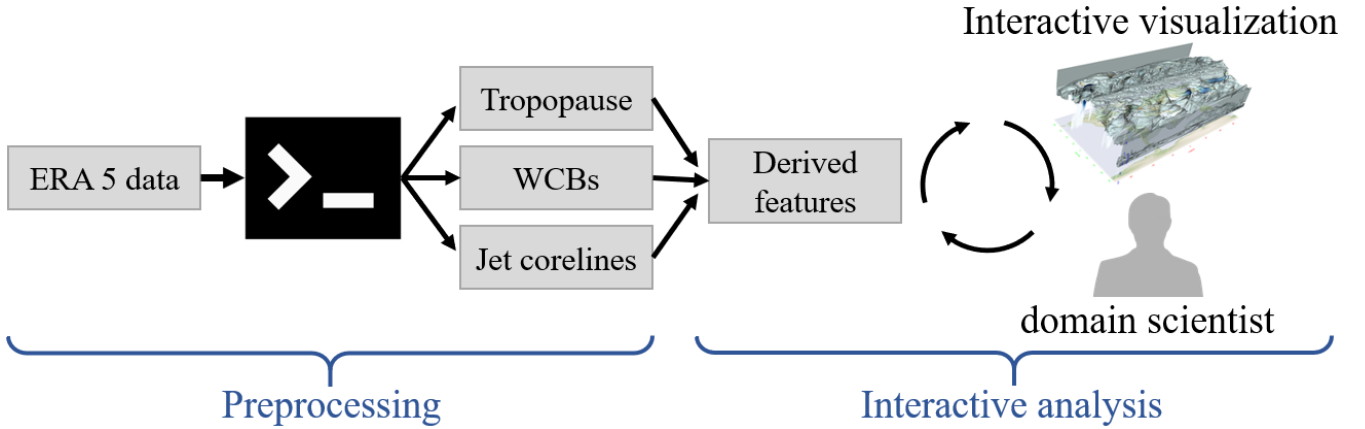 Interactive visualization
ERA 5 data
Tropopause
WCBs
Jet corelines
Derived
features
domain scientist
Preprocessing
Interactive analysis